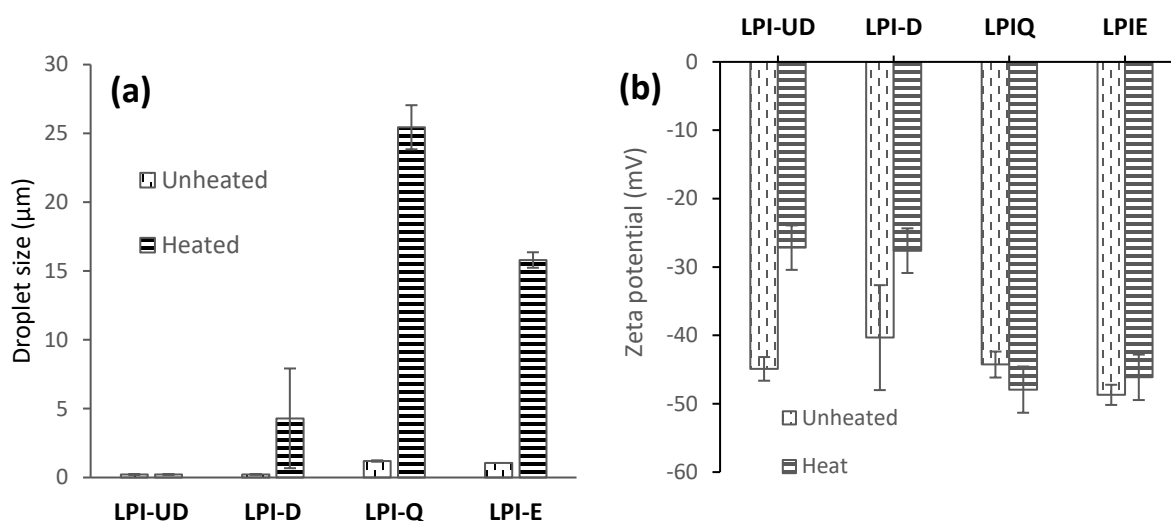 (a)
Droplet size (µm)
30
25
20
15
10
5
0
Unheated
Heated
LPI-UD LPI-D LPI-Q LPI-E
(b)
LPI-UD LPI-D LPIQ LPIE
Zeta potential (mV)
0
-10
-20
-30
-40
-50
-60
Unheated
Heat